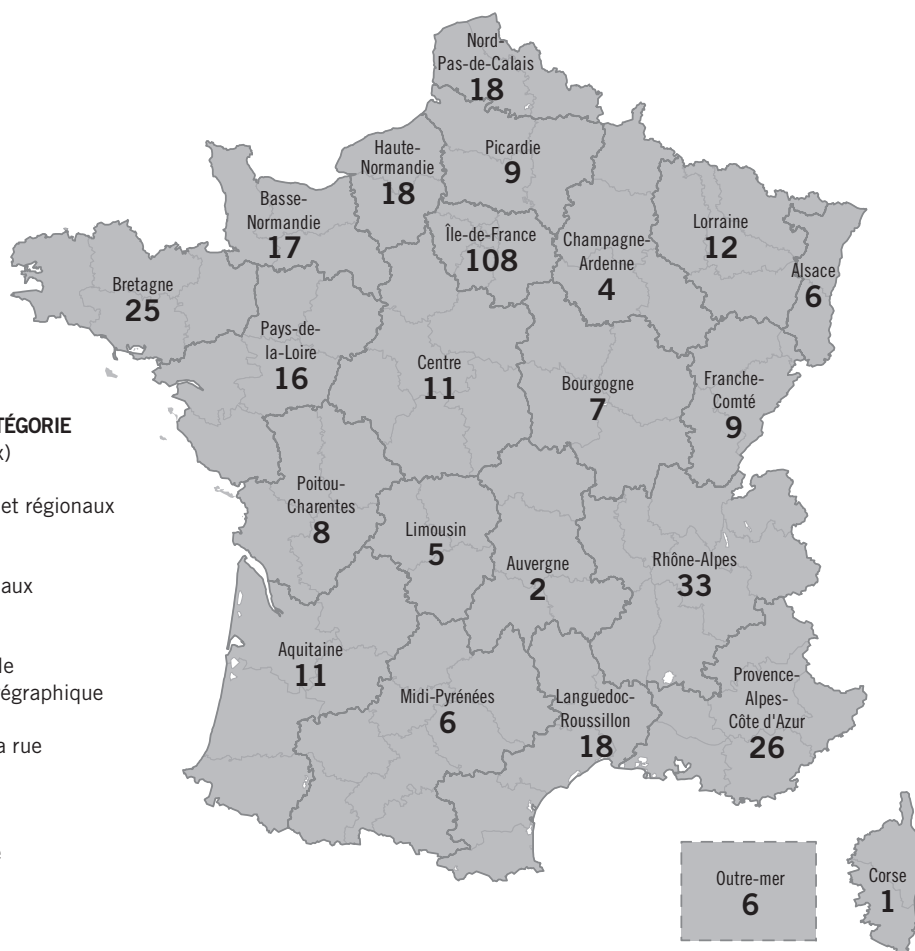 Nord-
Pas-de-Calais
18
Haute-
Normandie
18
Picardie
9
Basse-
Normandie
17
Île-de-France
108
Champagne-
Ardenne
4
Lorraine
12
Alsace
6
Bretagne
25
Pays-de-
la-Loire
16
Centre
11
Bourgogne
7
Franche-
Comté
9
TÉGORIE
x)
et régionaux
aux
le
régraphique
a rue
Poitou-
Charentes
8
Limousin
5
Auvergne
2
Rhône-Alpes
33
Aquitaine
11
Midi-Pyrénées
6
Languedoc-
Roussillon
18
Provence-
Alpes-
Côte d'Azur
26
Outre-mer
6
Corse
1